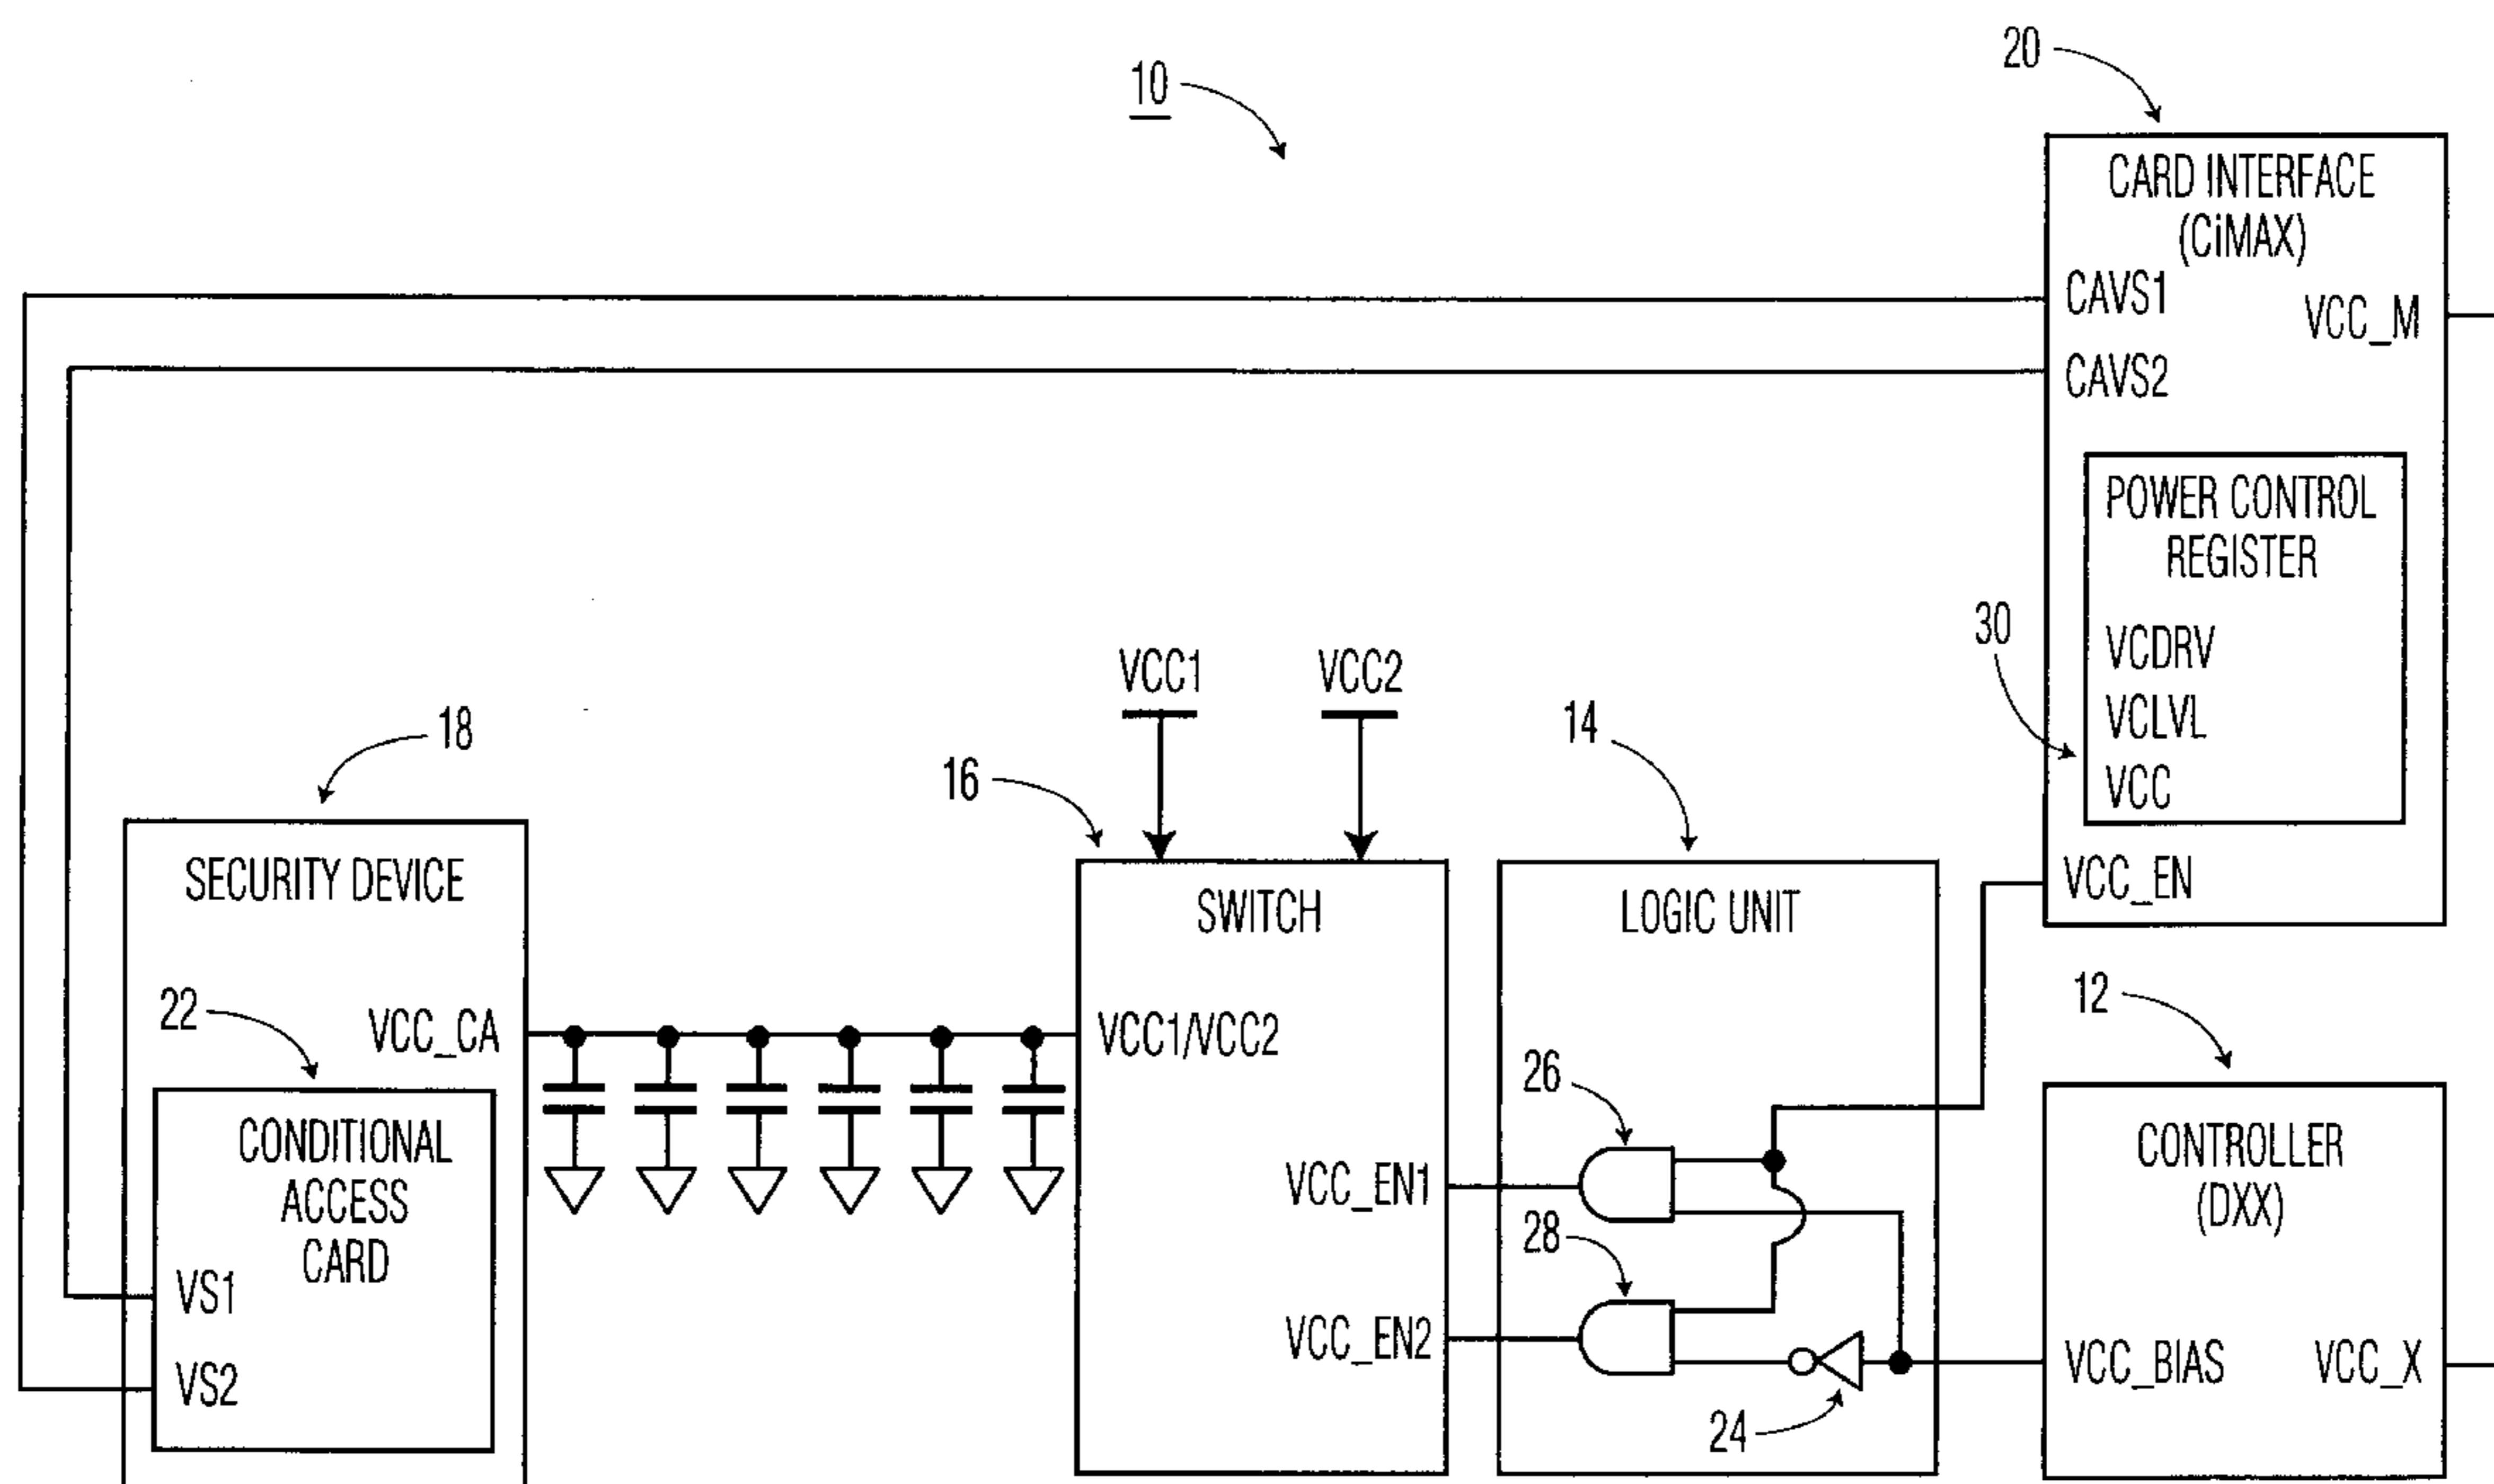 10
20
CARD INTERFACE
(CiMAX)
CAVS1
VCC_M
CAVS2
POWER CONTROL
REGISTER
30
VCDRV
VCLVL
VCC
VCC_EN
VCC1
VCC2
14
16
18
SECURITY DEVICE
SWITCH
LOGIC UNIT
22
VCC_CA
VCC1/VCC2
12
CONDITIONAL
ACCESS
CARD
VS1
VS2
26
VCC_EN1
28
VCC_EN2
24
CONTROLLER
(DXX)
VCC_BIAS
VCC_X